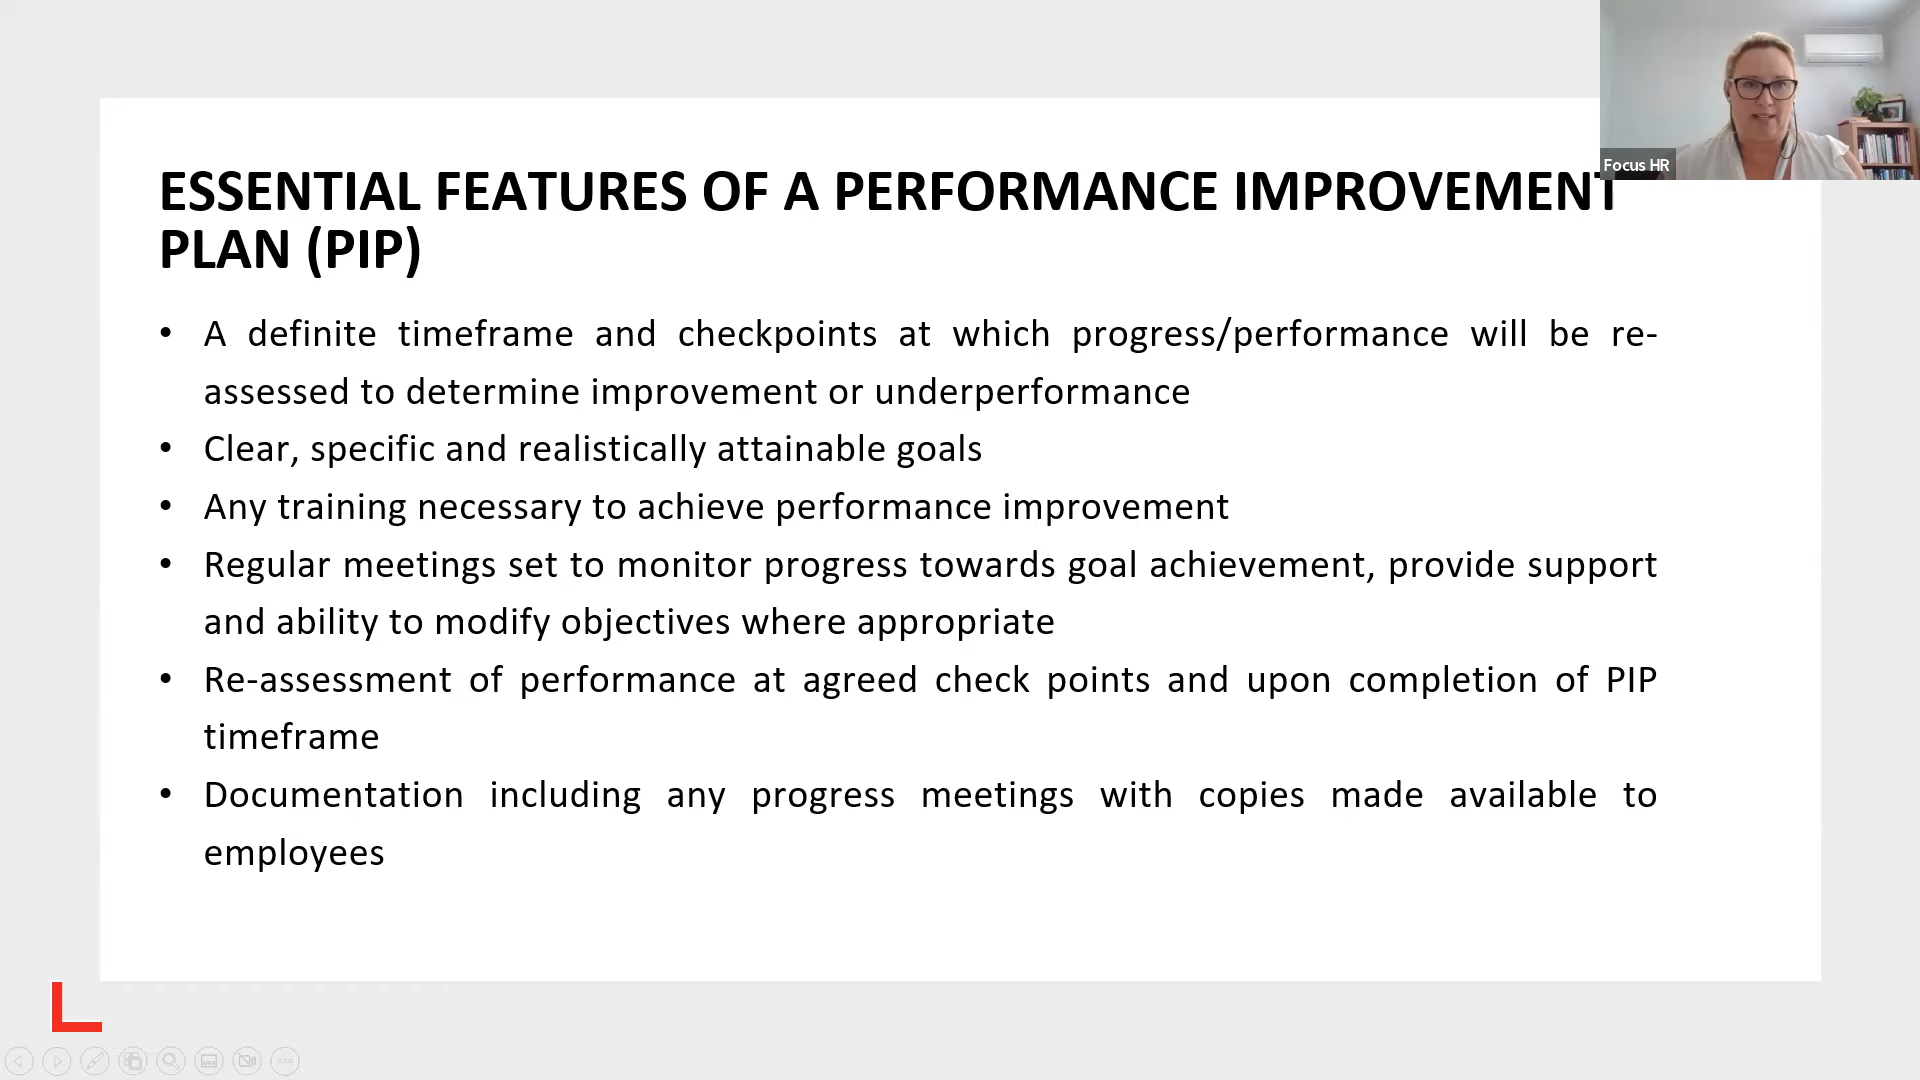 Focus HR
ESSENTIAL FEATURES OF A PERFORMANCE IMPROVEMENT
PLAN (PIP)
• A definite timeframe and checkpoints at which progress/performance will be re-
assessed to determine improvement or underperformance
• Clear, specific and realistically attainable goals
• Any training necessary to achieve performance improvement
• Regular meetings set to monitor progress towards goal achievement, provide support
and ability to modify objectives where appropriate
• Re-assessment of performance at agreed check points and upon completion of PIP
timeframe
• Documentation including any progress meetings with copies made available to
employees